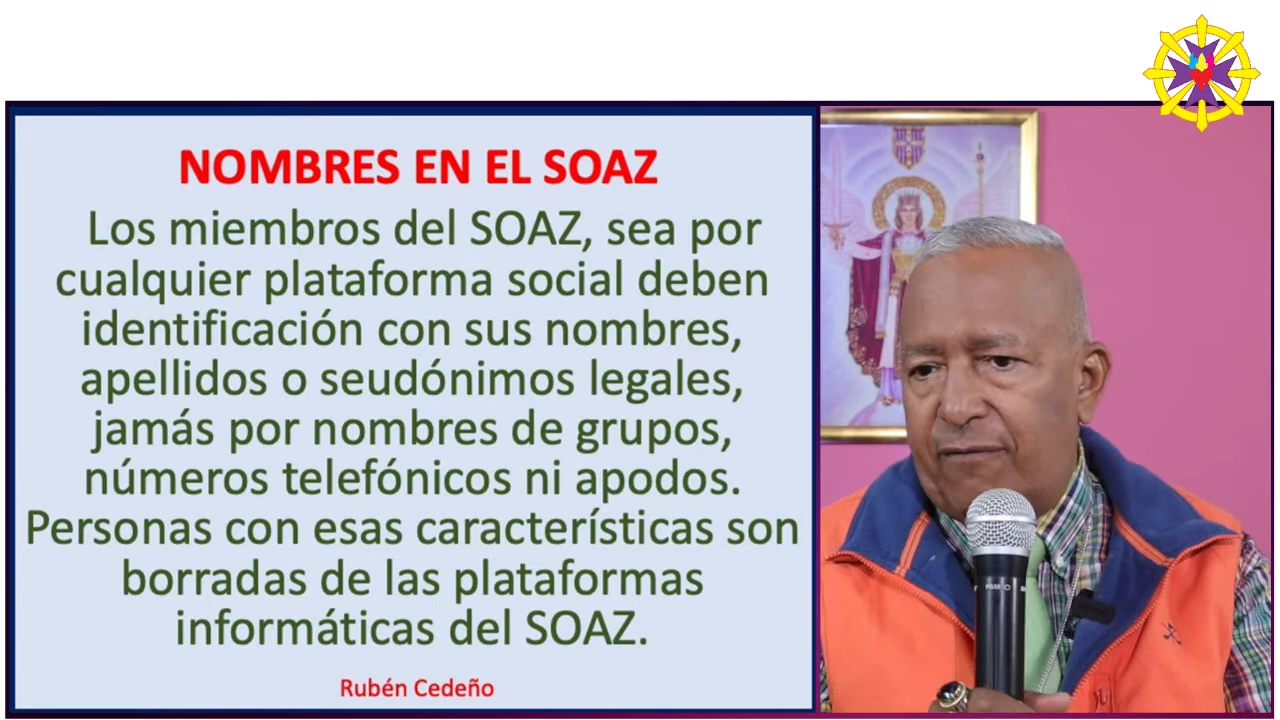 NOMBRES EN EL SOAZ
Los miembros del SOAZ, sea por
cualquier plataforma social deben
identificación con sus nombres,
apellidos o seudónimos legales,
jamás por nombres de grupos,
números telefónicos ni apodos.
Personas con esas características son
borradas de las plataformas
informáticas del SOAZ.
Rubén Cedeño